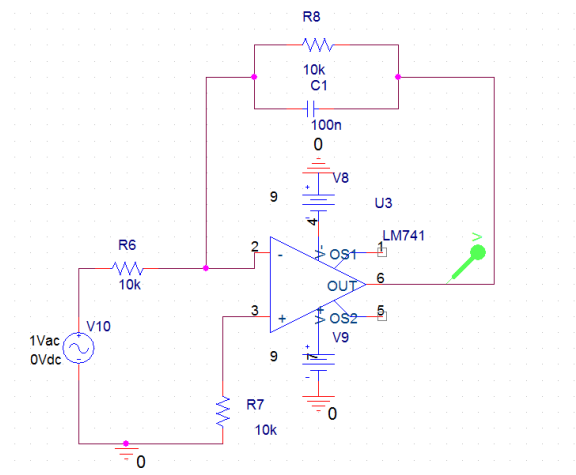 R8
10k
C1
100n
0
V8
9
U3
4
V-
LM741
OS1
1
2
-
R6
10k
OUT
6
3
+
V+
OS2
5
V10
1Vac
0Vdc
V9
9
7
R7
10k
0
0
V